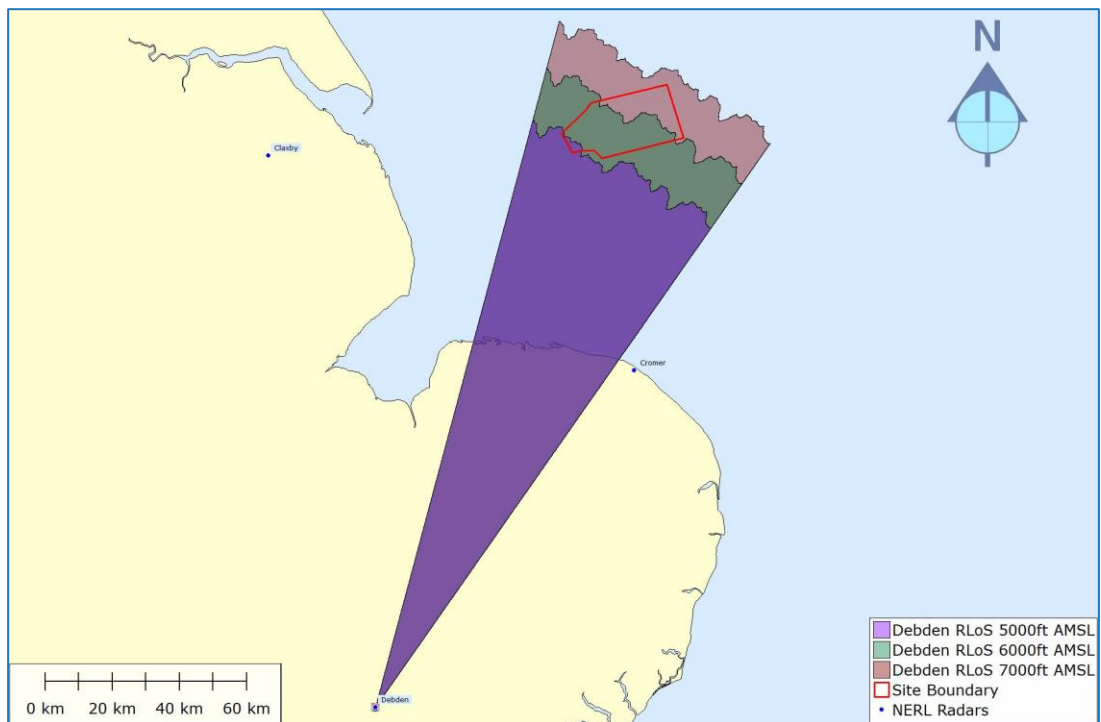 N
Claxby
Cromer
Debden
0 km 20 km 40 km 60 km
Debden RLoS 5000ft AMSL
Debden RLoS 6000ft AMSL
Debden RLoS 7000ft AMSL
Site Boundary
NERL Radars